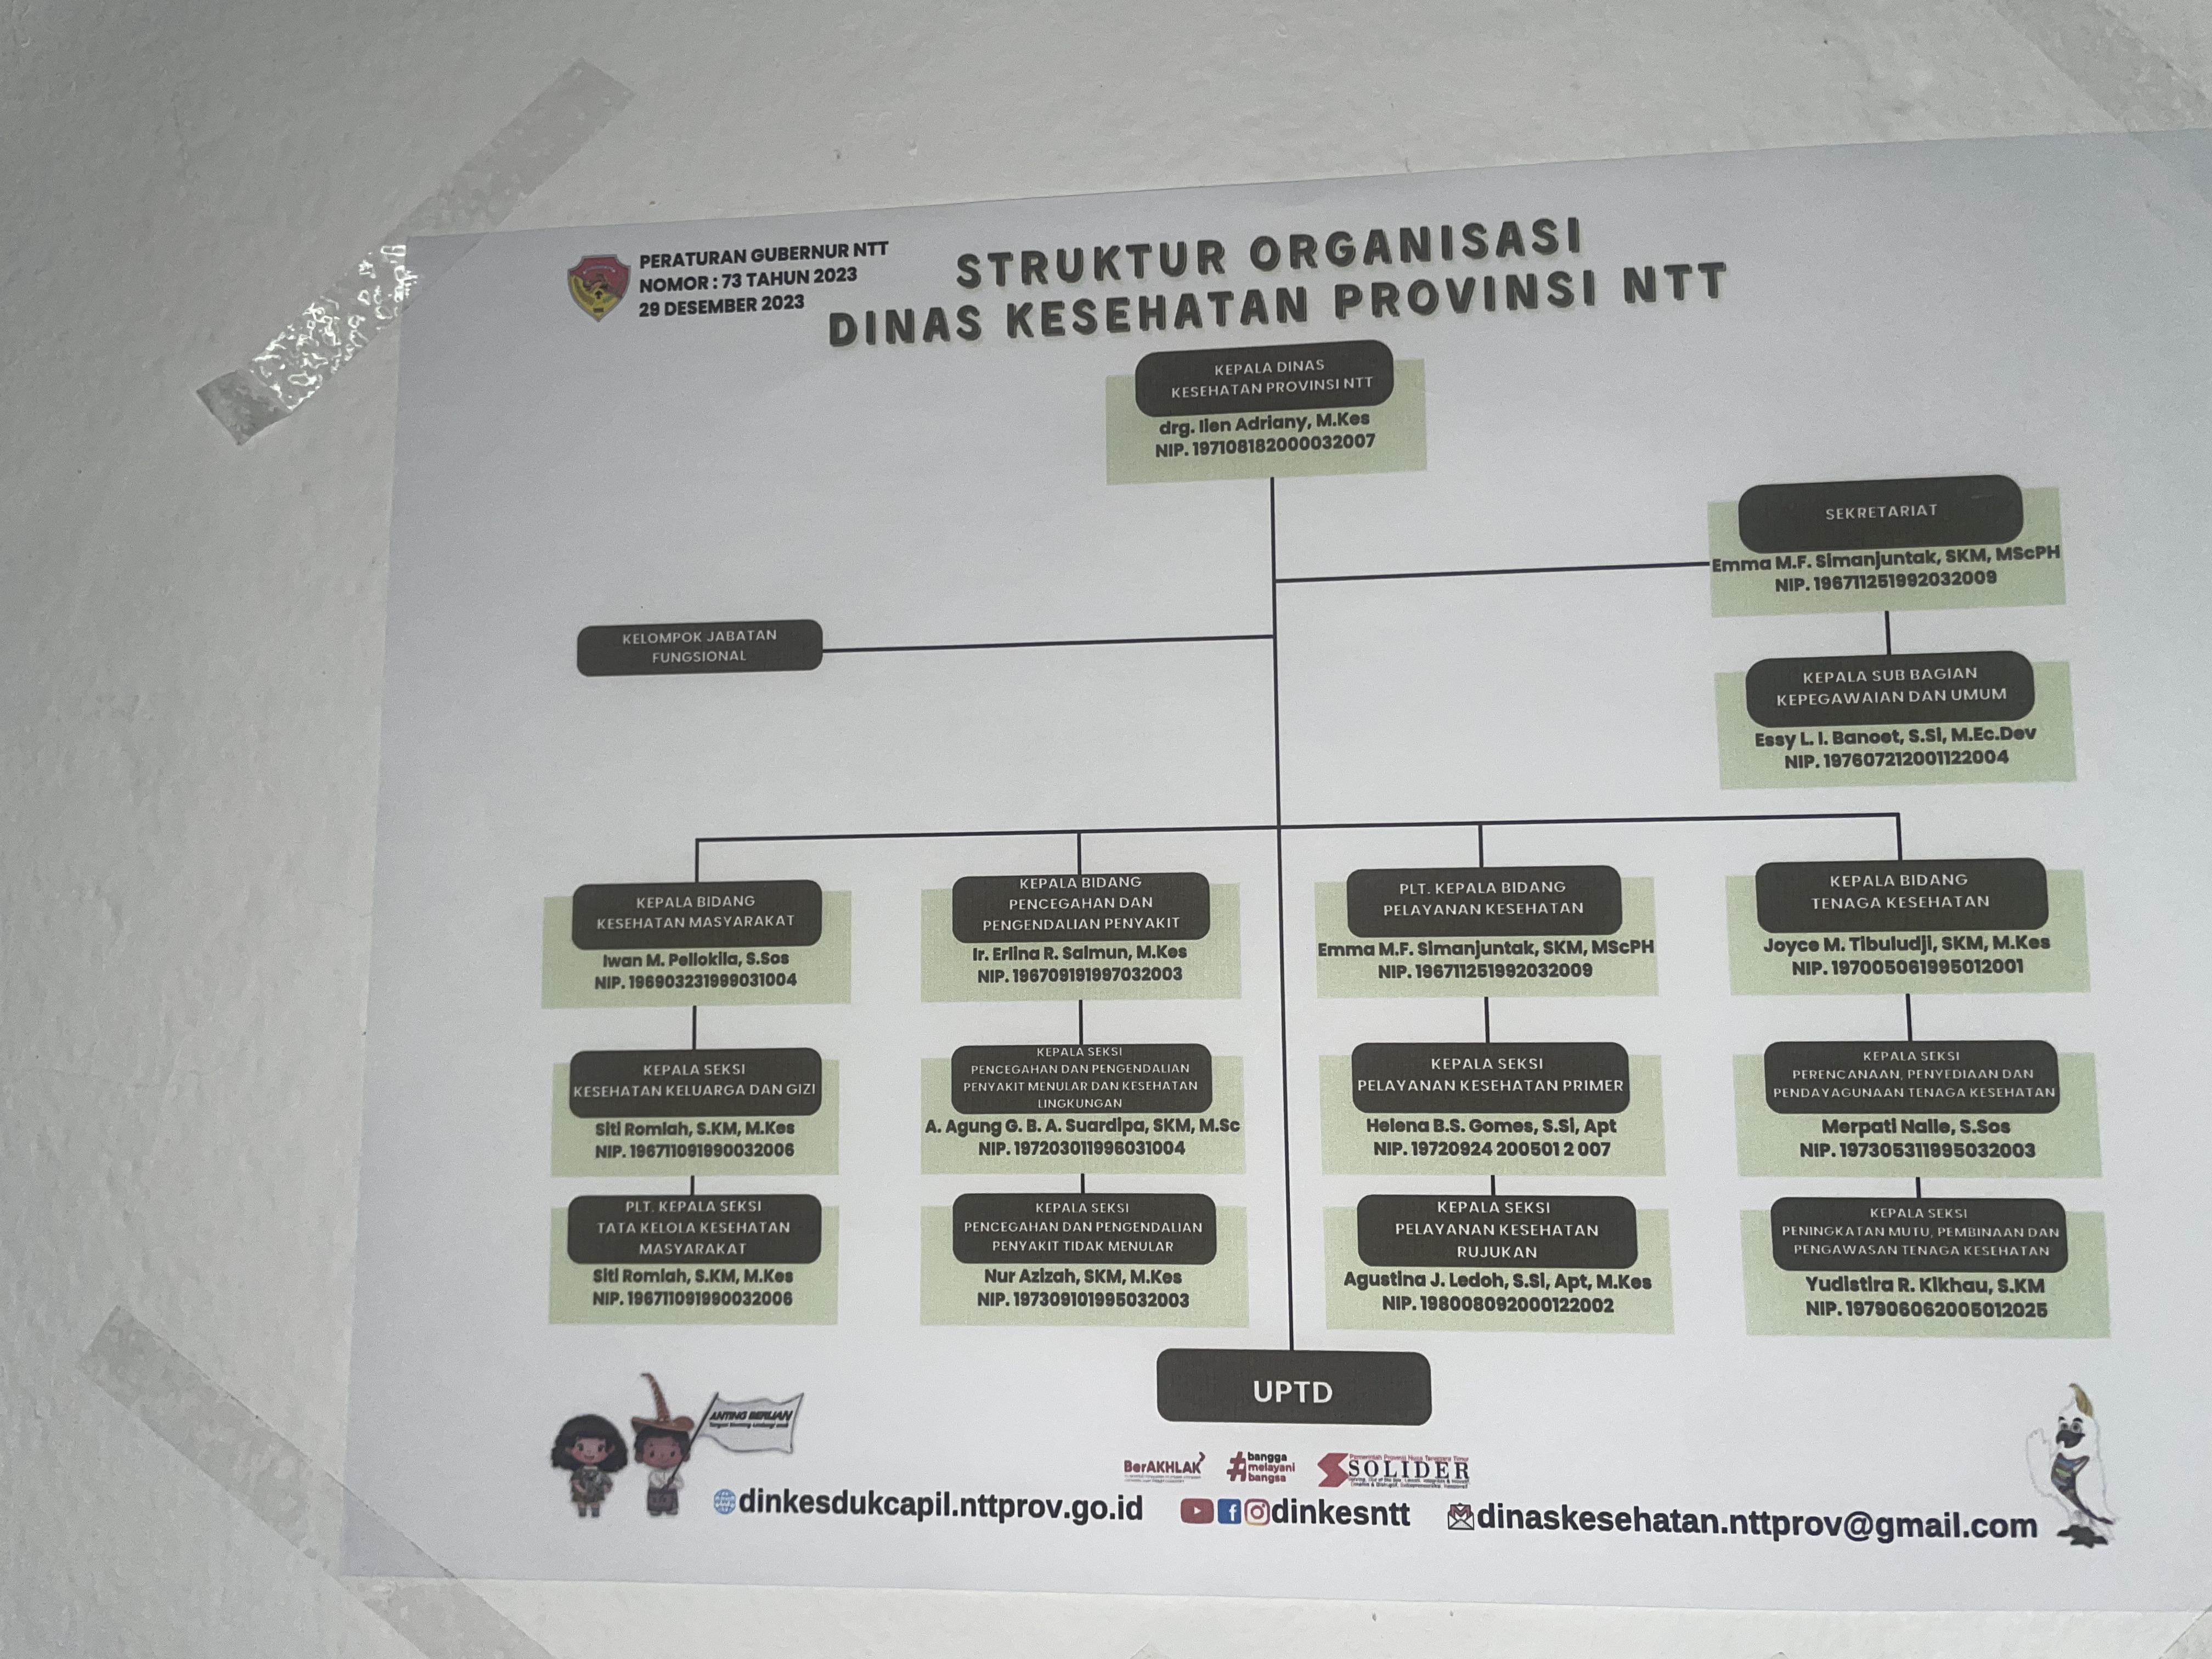 PERATURAN GUBERNUR NTT
NOMOR : 73 TAHUN 2023
29 DESEMBER 2023
STRUKTUR ORGANISASI
DINAS KESEHATAN PROVINSI NTT
KEPALA DINAS
KESEHATAN PROVINSI NTT
drg. Iien Adriany, M.Kes
NIP. 197108182000032007
SEKRETARIAT
Emma M.F. Simanjuntak, SKM, MScPH
NIP. 196711251992032009
KELOMPOK JABATAN
FUNGSIONAL
KEPALA SUB BAGIAN
KEPEGAWAIAN DAN UMUM
Essy L. I. Banoet, S.Si, M.Ec.Dev
NIP. 197607212001122004
KEPALA BIDANG
KESEHATAN MASYARAKAT
Iwan M. Pellokila, S.Sos
NIP. 196903231999031004
KEPALA BIDANG
PENCEGAHAN DAN
PENGENDALIAN PENYAKIT
Ir. Erlina R. Salmun, M.Kes
NIP. 196709191997032003
PLT. KEPALA BIDANG
PELAYANAN KESEHATAN
Emma M.F. Simanjuntak, SKM, MScPH
NIP. 196711251992032009
KEPALA BIDANG
TENAGA KESEHATAN
Joyce M. Tibuludji, SKM, M.Kes
NIP. 197005061995012001
KEPALA SEKSI
KESEHATAN KELUARGA DAN GIZI
Siti Romlah, S.KM, M.Kes
NIP. 196711091990032006
KEPALA SEKSI
PENCEGAHAN DAN PENGENDALIAN
PENYAKIT MENULAR DAN KESEHATAN
LINGKUNGAN
A. Agung G. B. A. Suardipa, SKM, M.Sc
NIP. 197203011996031004
KEPALA SEKSI
PELAYANAN KESEHATAN PRIMER
Helena B.S. Gomes, S.Si, Apt
NIP. 19720924 200501 2 007
KEPALA SEKSI
PERENCANAAN, PENYEDIAAN DAN
PENDAYAGUNAAN TENAGA KESEHATAN
Merpati Nalle, S.Sos
NIP. 197305311995032003
PLT. KEPALA SEKSI
TATA KELOLA KESEHATAN
MASYARAKAT
Siti Romlah, S.KM, M.Kes
NIP. 196711091990032006
KEPALA SEKSI
PENCEGAHAN DAN PENGENDALIAN
PENYAKIT TIDAK MENULAR
Nur Azizah, SKM, M.Kes
NIP. 197309101995032003
KEPALA SEKSI
PELAYANAN KESEHATAN
RUJUKAN
Agustina J. Ledoh, S.Si, Apt, M.Kes
NIP. 198008092000122002
KEPALA SEKSI
PENINGKATAN MUTU, PEMBINAAN DAN
PENGAWASAN TENAGA KESEHATAN
Yudistira R. Kikhau, S.KM
NIP. 197906062005012025
UPTD
ANTING BERLIAN
BerAKHLAK
#bangga
melayani
bangsa
Pemerintah Provinsi Nusa Tenggara Timur
SOLIDER
dinkesdukcapil.nttprov.go.id
dinkesntt
dinaskesehatan.nttprov@gmail.com